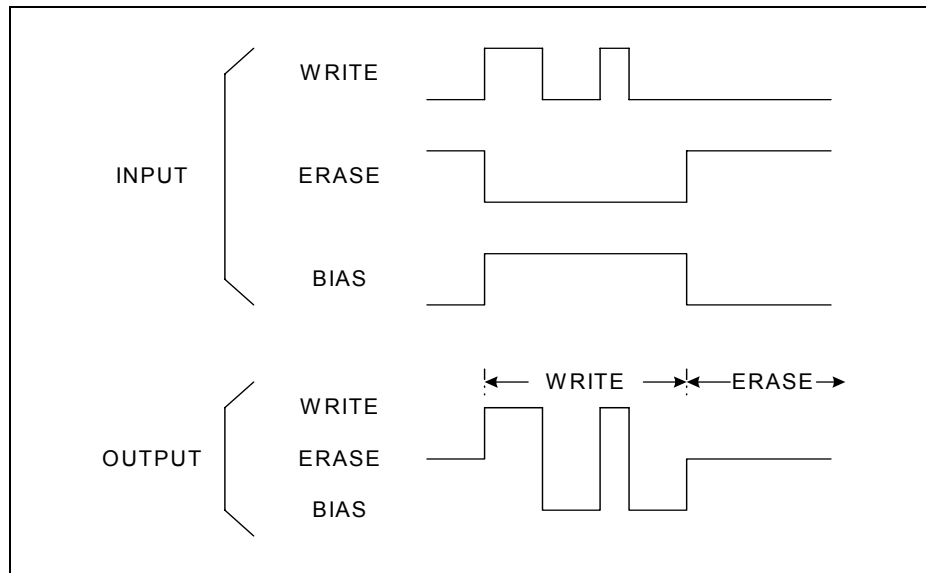 WRITE
INPUT
ERASE
BIAS
WRITE
ERASE
WRITE
OUTPUT
ERASE
BIAS